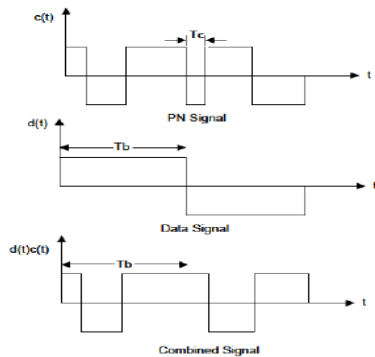 c(t)
Tc
t
PN Signal
d(t)
Tb
t
Data Signal
d(t)c(t)
Tb
t
Combined Signal